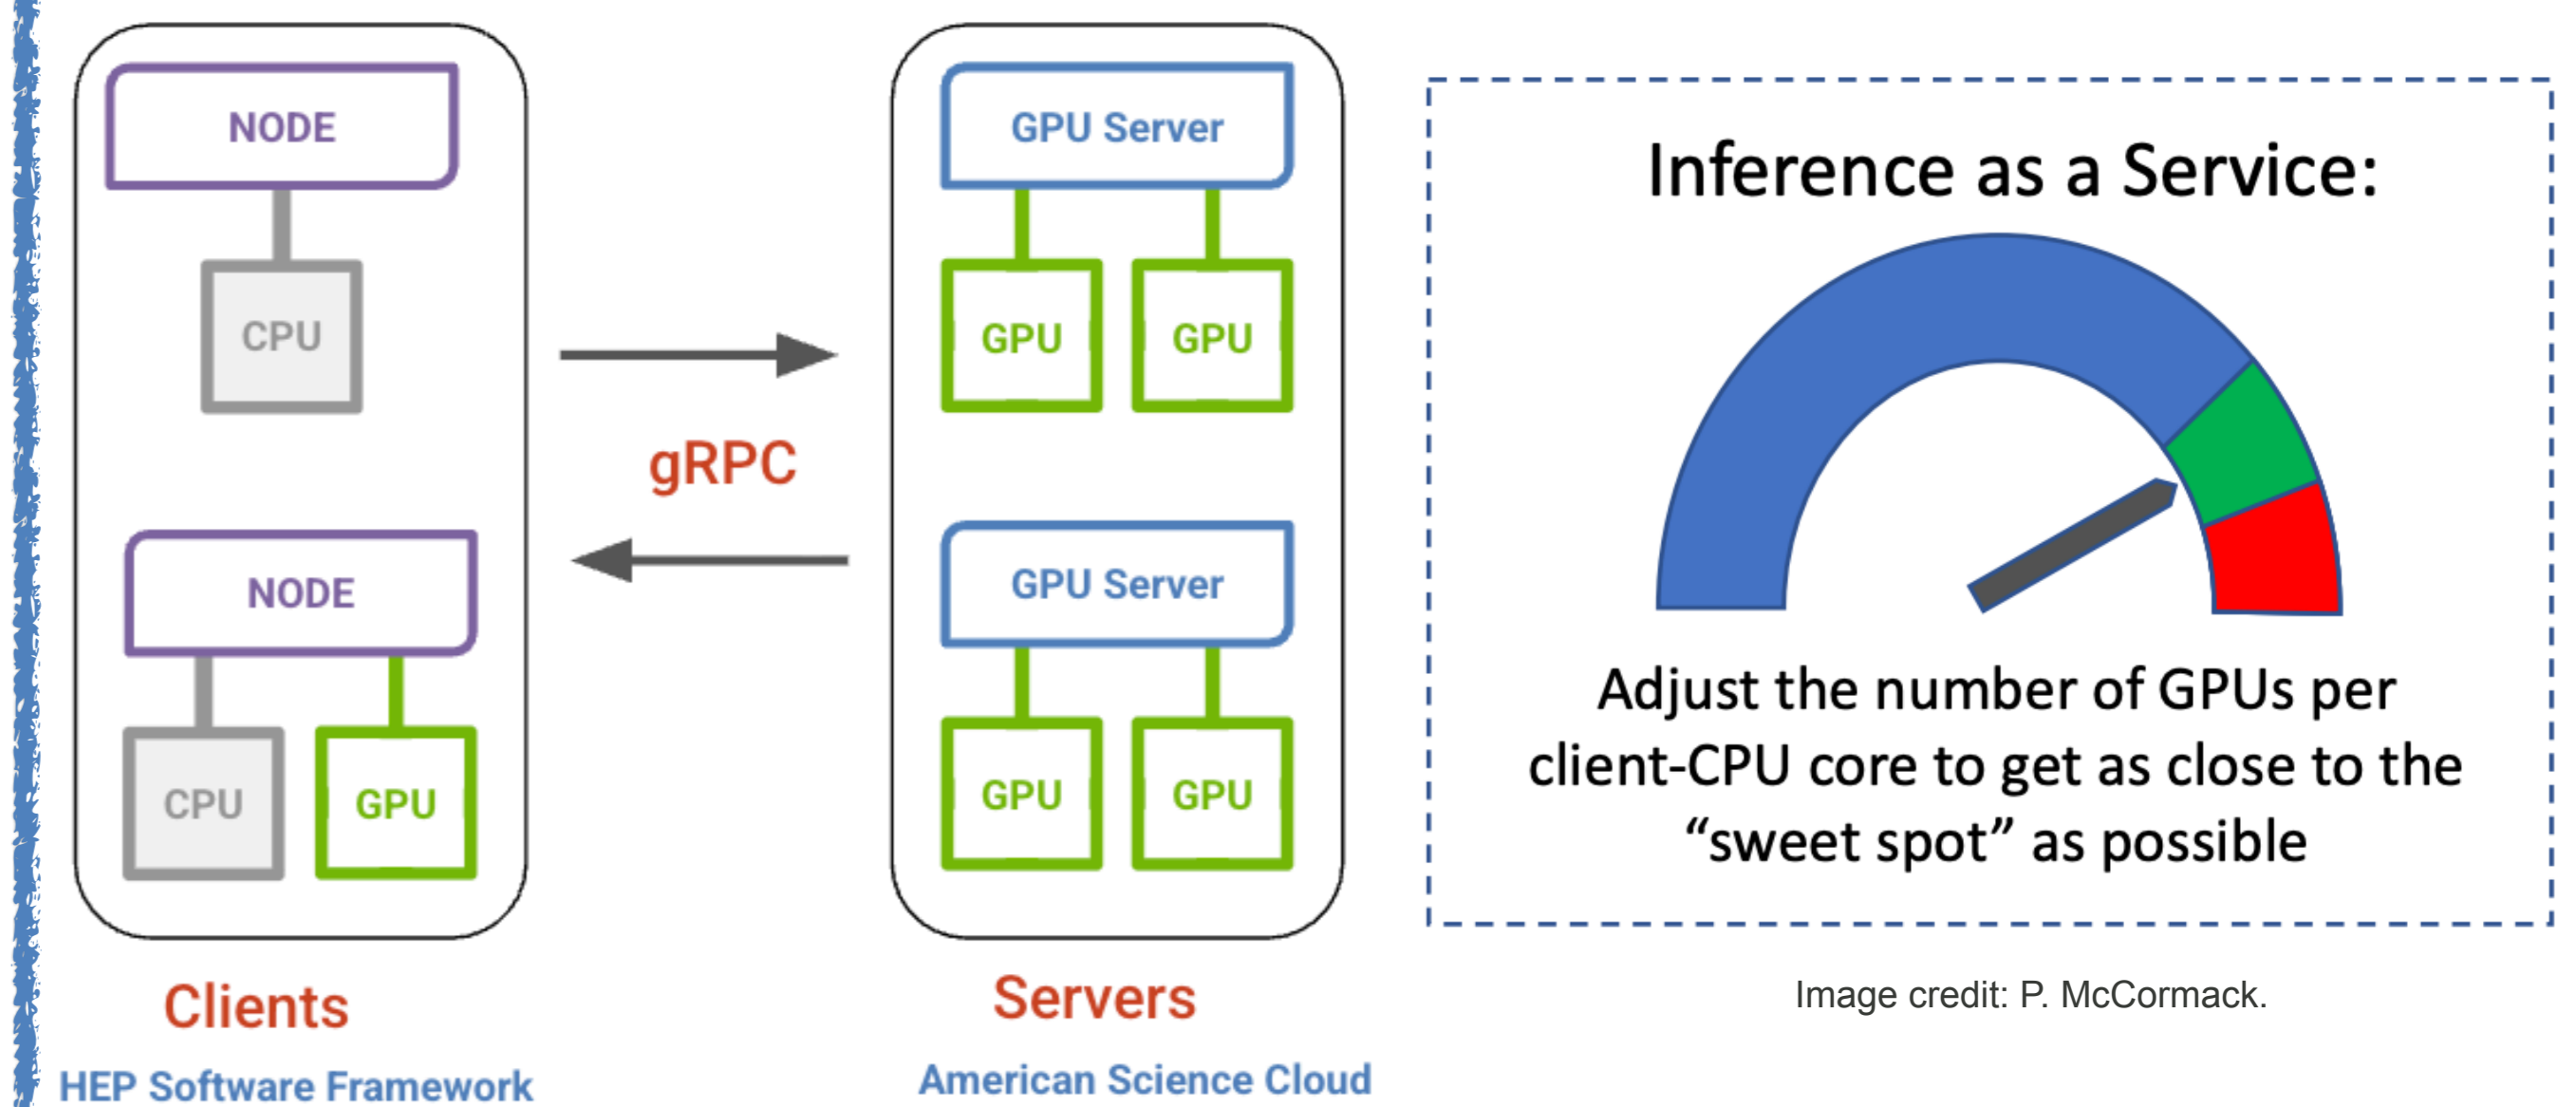 NODE
CPU
NODE
CPU
GPU
Clients
HEP Software Framework
gRPC
GPU Server
GPU
GPU
GPU Server
GPU
GPU
Servers
American Science Cloud
Inference as a Service:
Adjust the number of GPUs per
client-CPU core to get as close to the
“sweet spot” as possible
Image credit: P. McCormack.